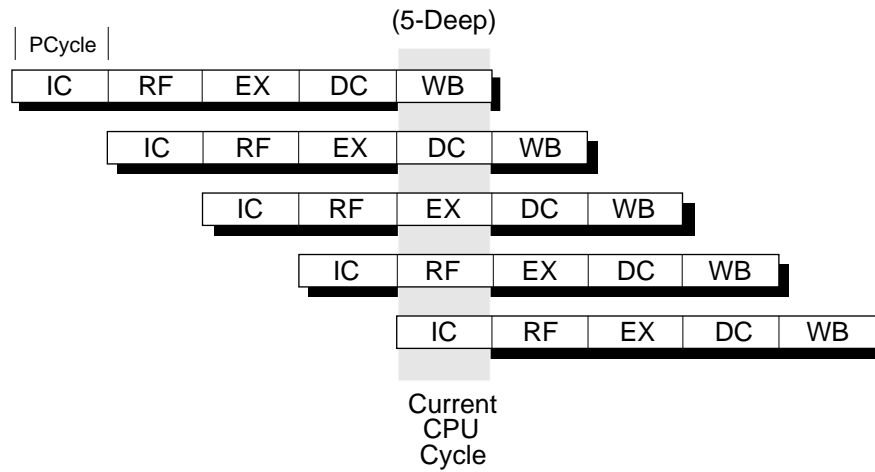 (5-Deep)
PCycle
IC RF EX DC WB
IC RF EX DC WB
IC RF EX DC WB
IC RF EX DC WB
IC RF EX DC WB
Current
CPU
Cycle